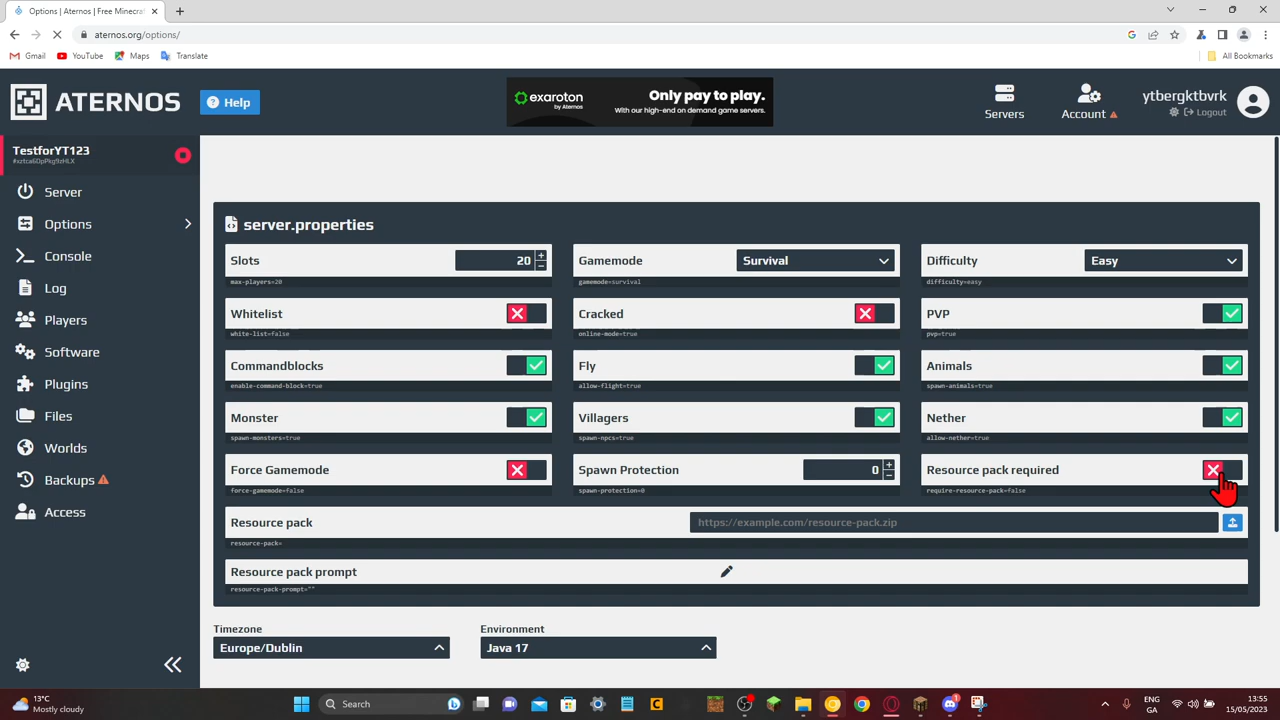 Options | Aternos | Free Minecraf
aternos.org/options/
Gmail
YouTube
Maps
Translate
All Bookmarks
ATERNOS
Help
exaroton
by Aternos
Only pay to play.
With our high-end on demand game servers.
Servers
Account
ytbergktbvrk
Logout
TestforYT123
Server
Options
Console
Log
Players
Software
Plugins
Files
Worlds
Backups
Access
server.properties
Slots 20
max-players=20
Gamemode Survival
gamemode=survival
Difficulty Easy
difficulty=easy
Whitelist
white-list=false
Cracked
online-mode=true
PVP
pvp=true
Commandblocks
enable-command-block=true
Fly
allow-flight=true
Animals
spawn-animals=true
Monster
spawn-monsters=true
Villagers
spawn-npcs=true
Nether
allow-nether=true
Force Gamemode
force-gamemode=false
Spawn Protection 0
spawn-protection=0
Resource pack required
require-resource-pack=false
Resource pack https://example.com/resource-pack.zip
resource-pack=
Resource pack prompt
resource-pack-prompt=""
Timezone
Europe/Dublin
Environment
Java 17
13°C
Mostly cloudy
Search
ENG
GA
13:55
15/05/2023